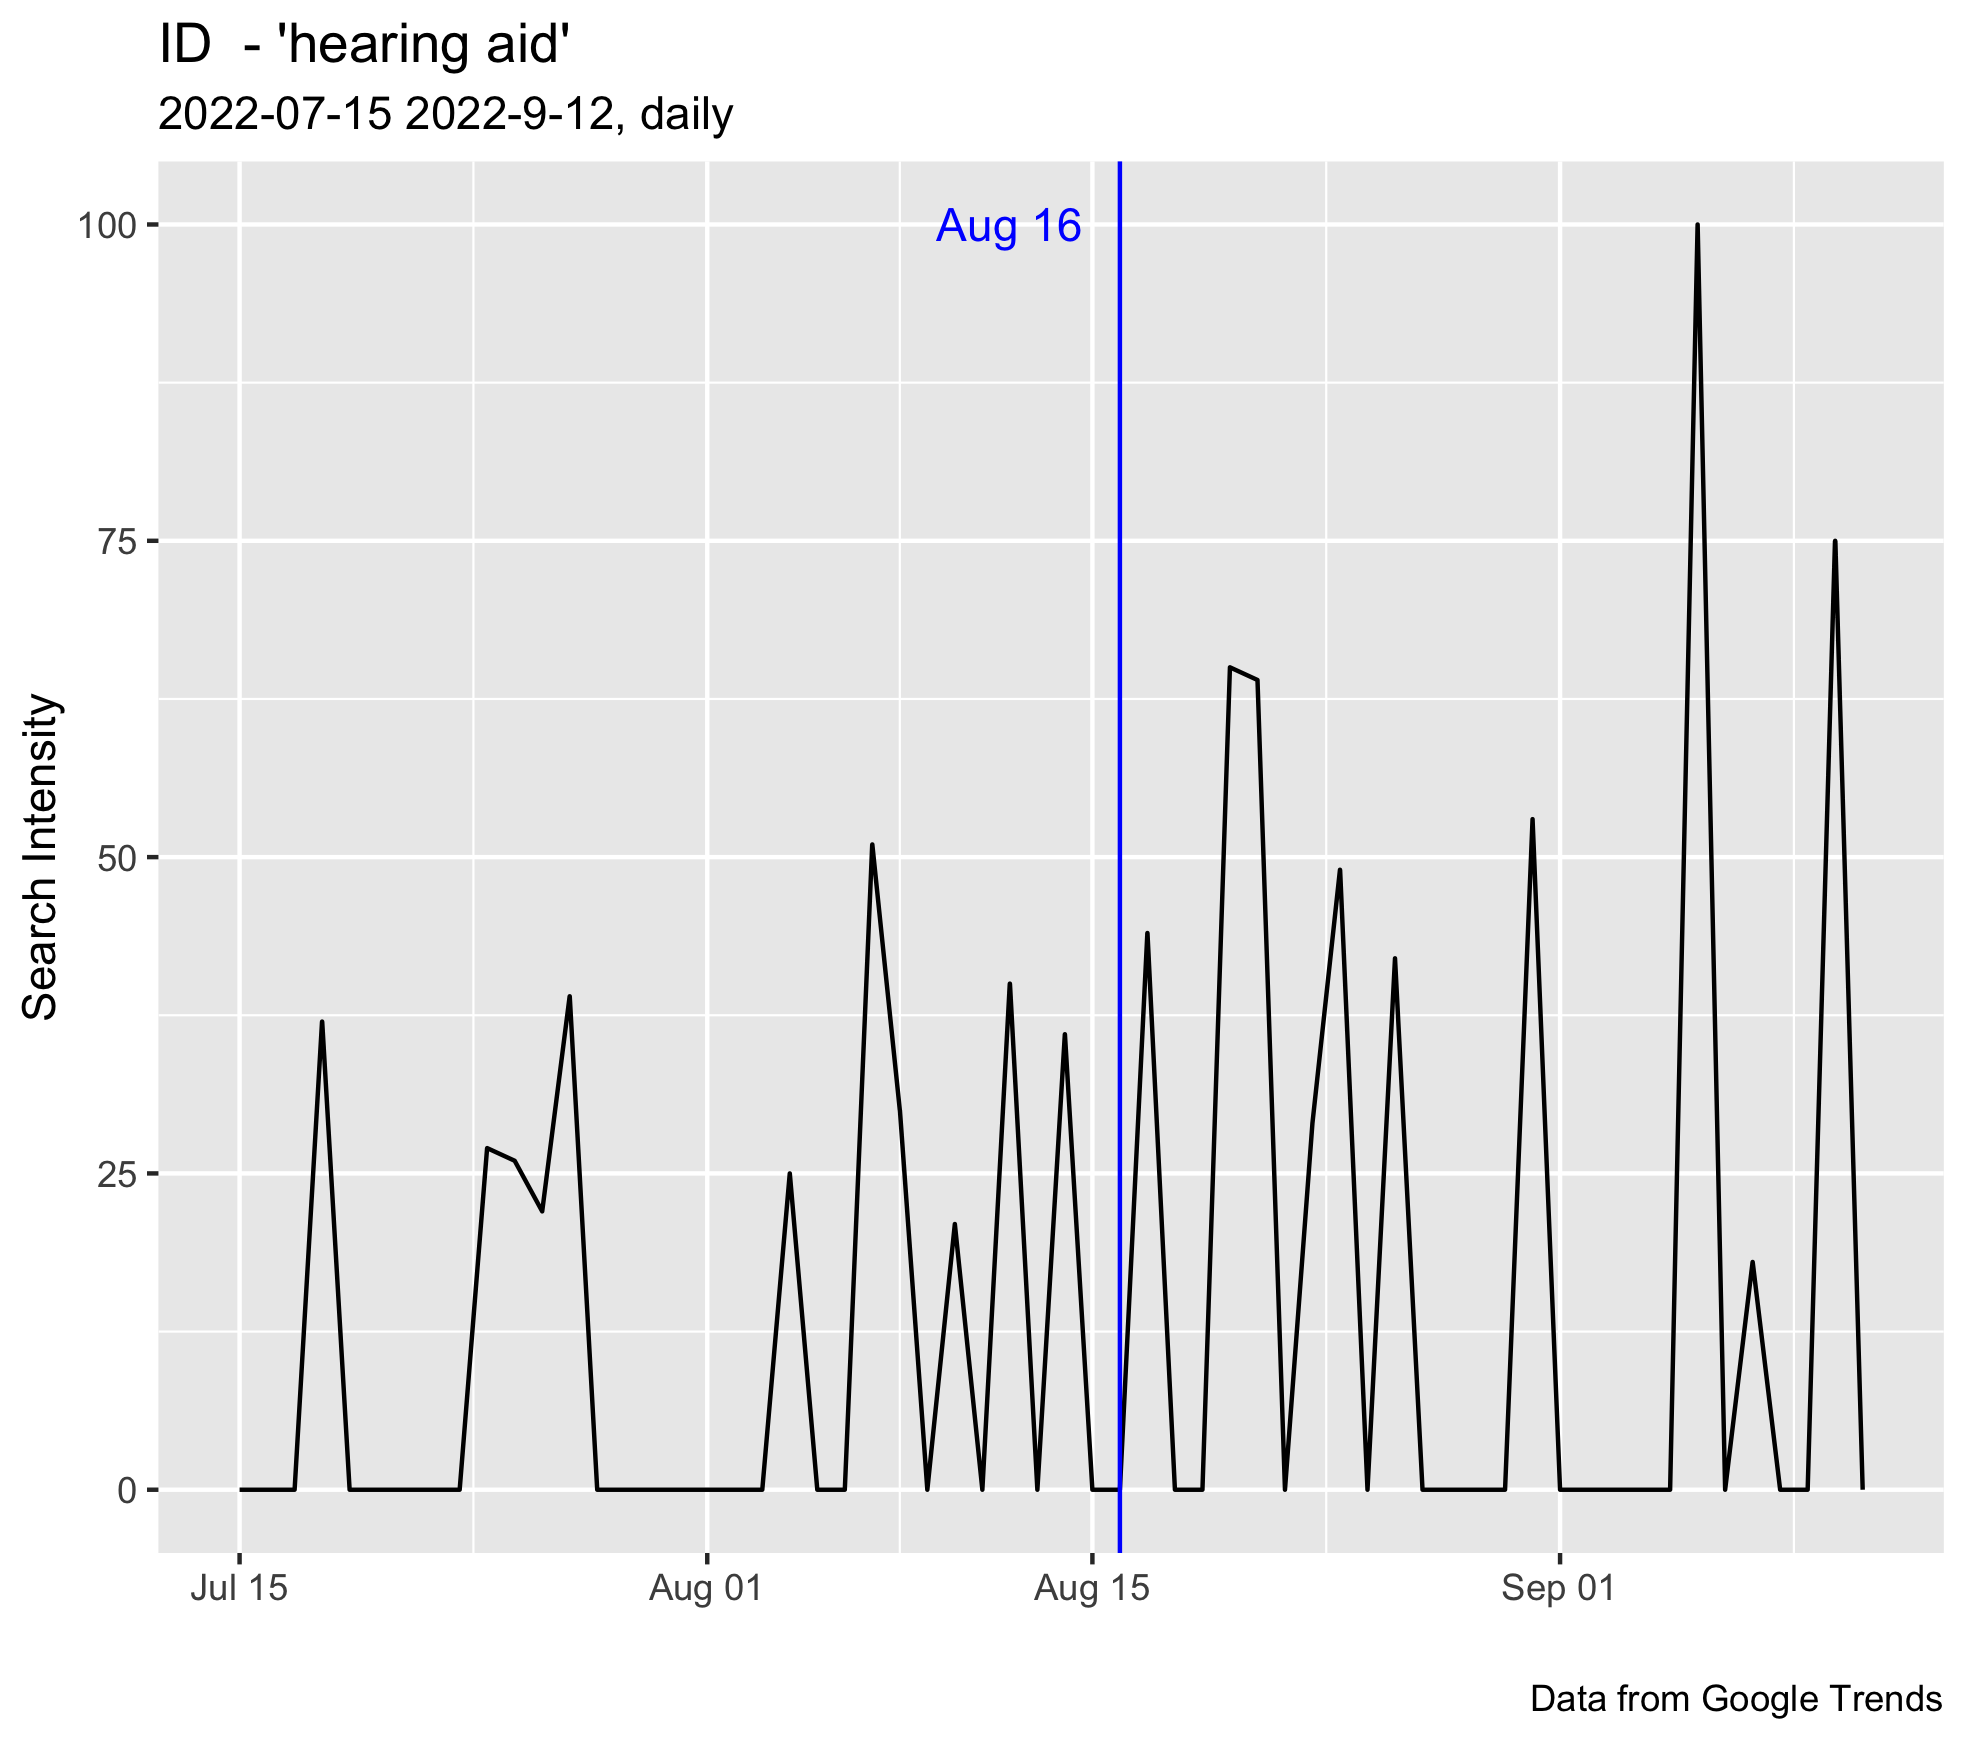 ID  - 'hearing aid'
2022-07-15 2022-9-12, daily
Aug 16
100
75
50
25
0
Search Intensity
Jul 15
Aug 01
Aug 15
Sep 01
Data from Google Trends